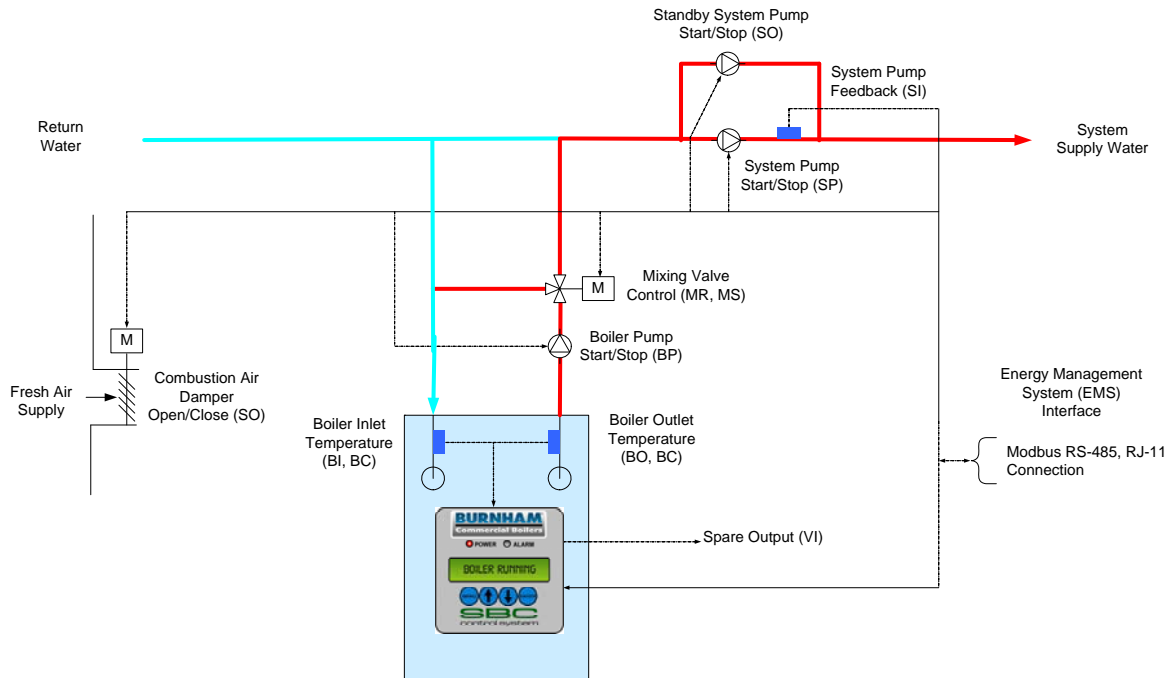 Standby System Pump
Start/Stop (SO)
System Pump
Feedback (SI)
Return
Water
System
Supply Water
System Pump
Start/Stop (SP)
M
Mixing Valve
Control (MR, MS)
M
Boiler Pump
Start/Stop (BP)
Fresh Air
Supply
Combustion Air
Damper
Open/Close (SO)
Energy Management
System (EMS)
Interface
Boiler Inlet
Temperature
(BI, BC)
Boiler Outlet
Temperature
(BO, BC)
Modbus RS-485, RJ-11
Connection
BURNHAM
Commercial Boilers
POWER ALARM
BOILER RUNNING
Spare Output (VI)
SBC
control system